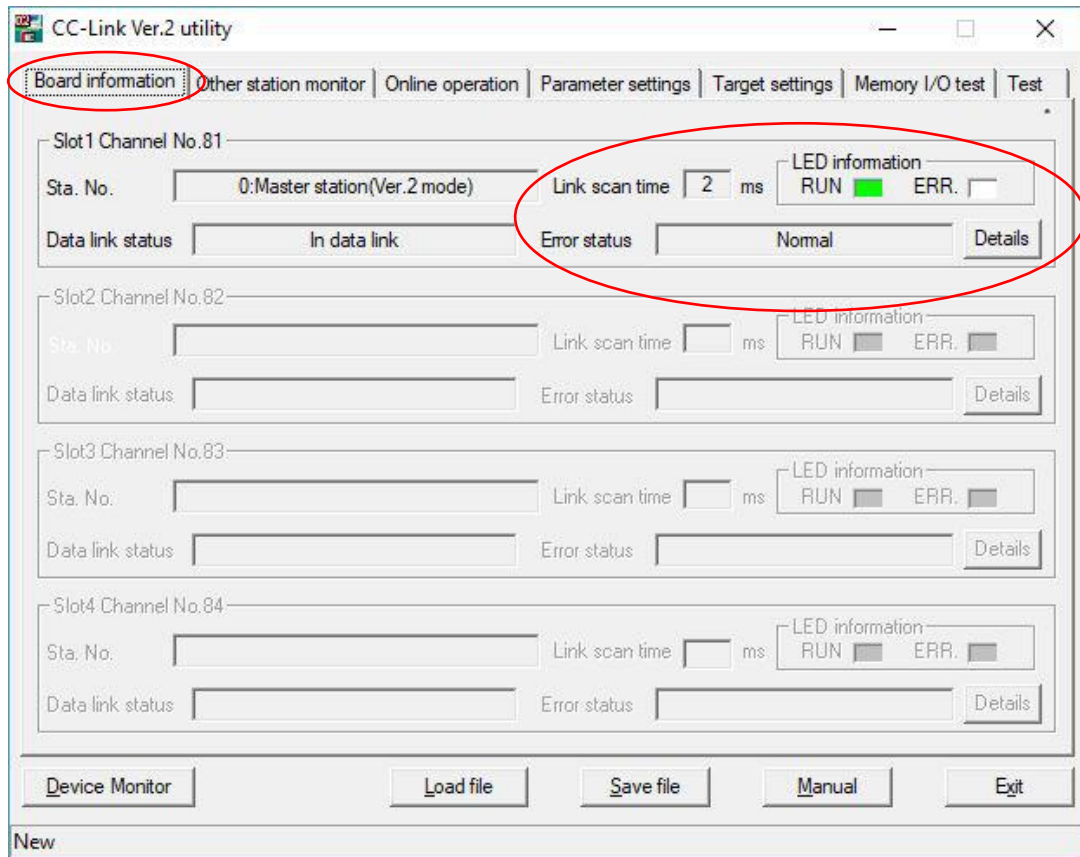 CC-Link Ver.2 utility
Board information Other station monitor Online operation Parameter settings Target settings Memory I/O test Test
Slot1 Channel No.81
LED information
Sta. No. 0:Master station(Ver.2 mode) Link scan time 2 ms RUN ERR.
Data link status In data link Error status Normal Details
Slot2 Channel No.82
LED information
Sta. No. Link scan time ms RUN ERR.
Data link status Error status Details
Slot3 Channel No.83
LED information
Sta. No. Link scan time ms RUN ERR.
Data link status Error status Details
Slot4 Channel No.84
LED information
Sta. No. Link scan time ms RUN ERR.
Data link status Error status Details
Device Monitor Load file Save file Manual Exit
New